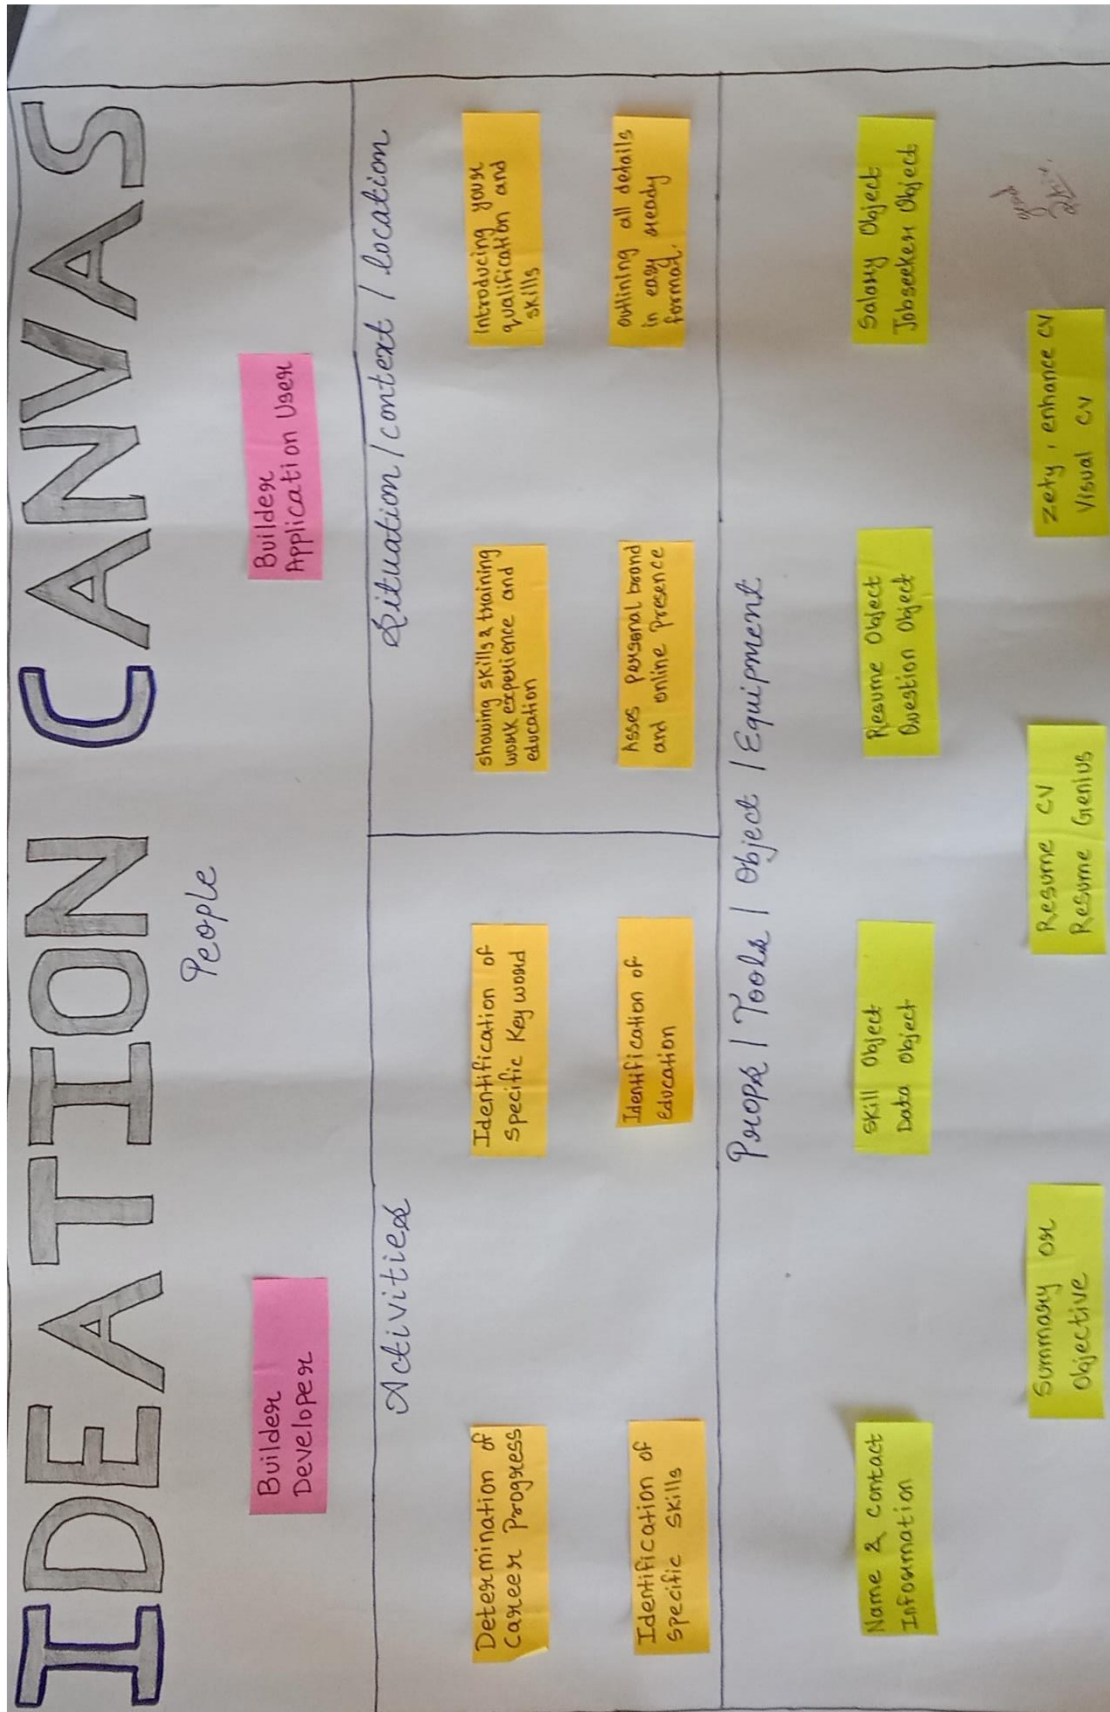 IDEATION CANVAS
People
Builder
Developer
Builder
Application User
Activities
Determination of
Career Progress
Identification of
Specific Keyword
Identification of
Specific Skills
Identification of
Education
Situation / context / location
showing skills & training
work experience and
education
Introducing your
qualification and
skills
Asses personal brand
and online Presence
outlining all details
in easy ready
format.
Props / Tools / Object / Equipment
Name & Contact
Information
Skill Object
Data Object
Resume Object
Question Object
Salary Object
Jobseeker Object
Summary or
Objective
Resume CV
Resume Genius
Zety, enhance CV
Visual CV